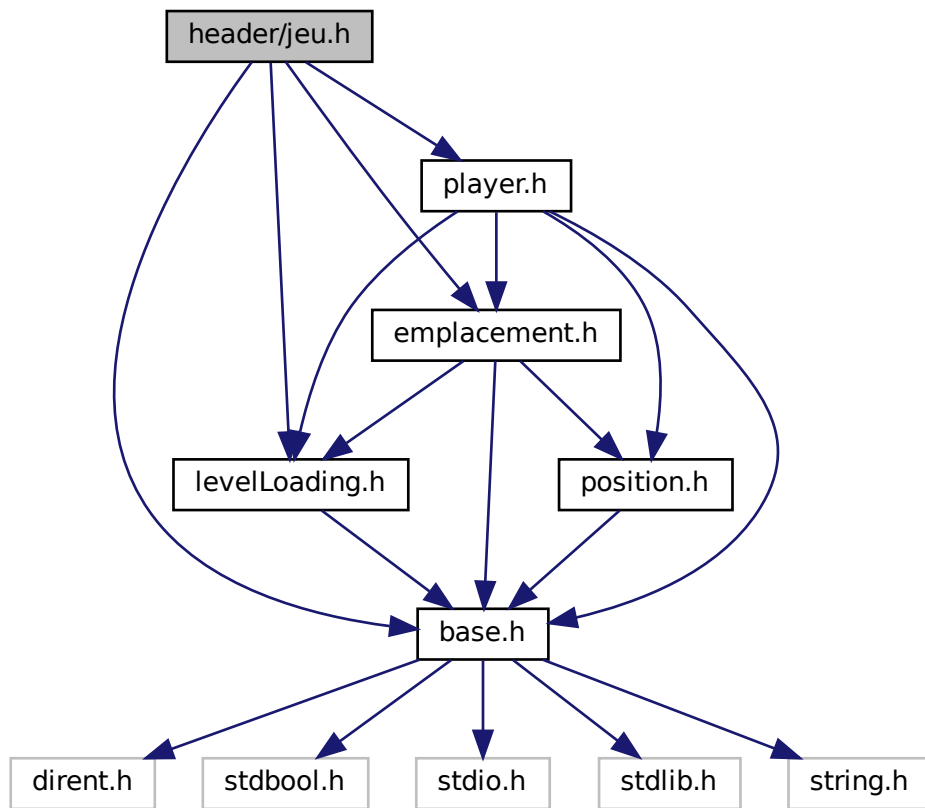 header/jeu.h
player.h
emplacement.h
levelLoading.h
position.h
base.h
dirent.h
stdbool.h
stdio.h
stdlib.h
string.h